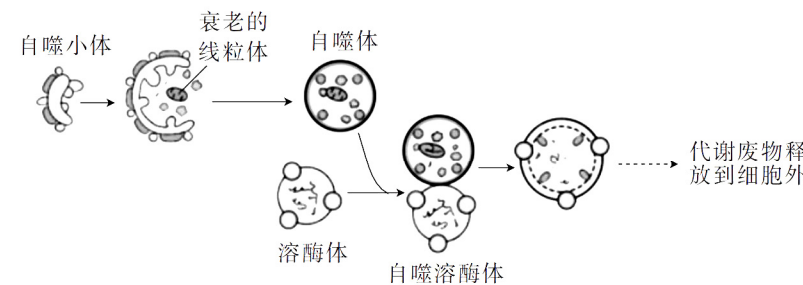 自噬小体
衰老的
线粒体
自噬体
溶酶体
自噬溶酶体
代谢废物释
放到细胞外